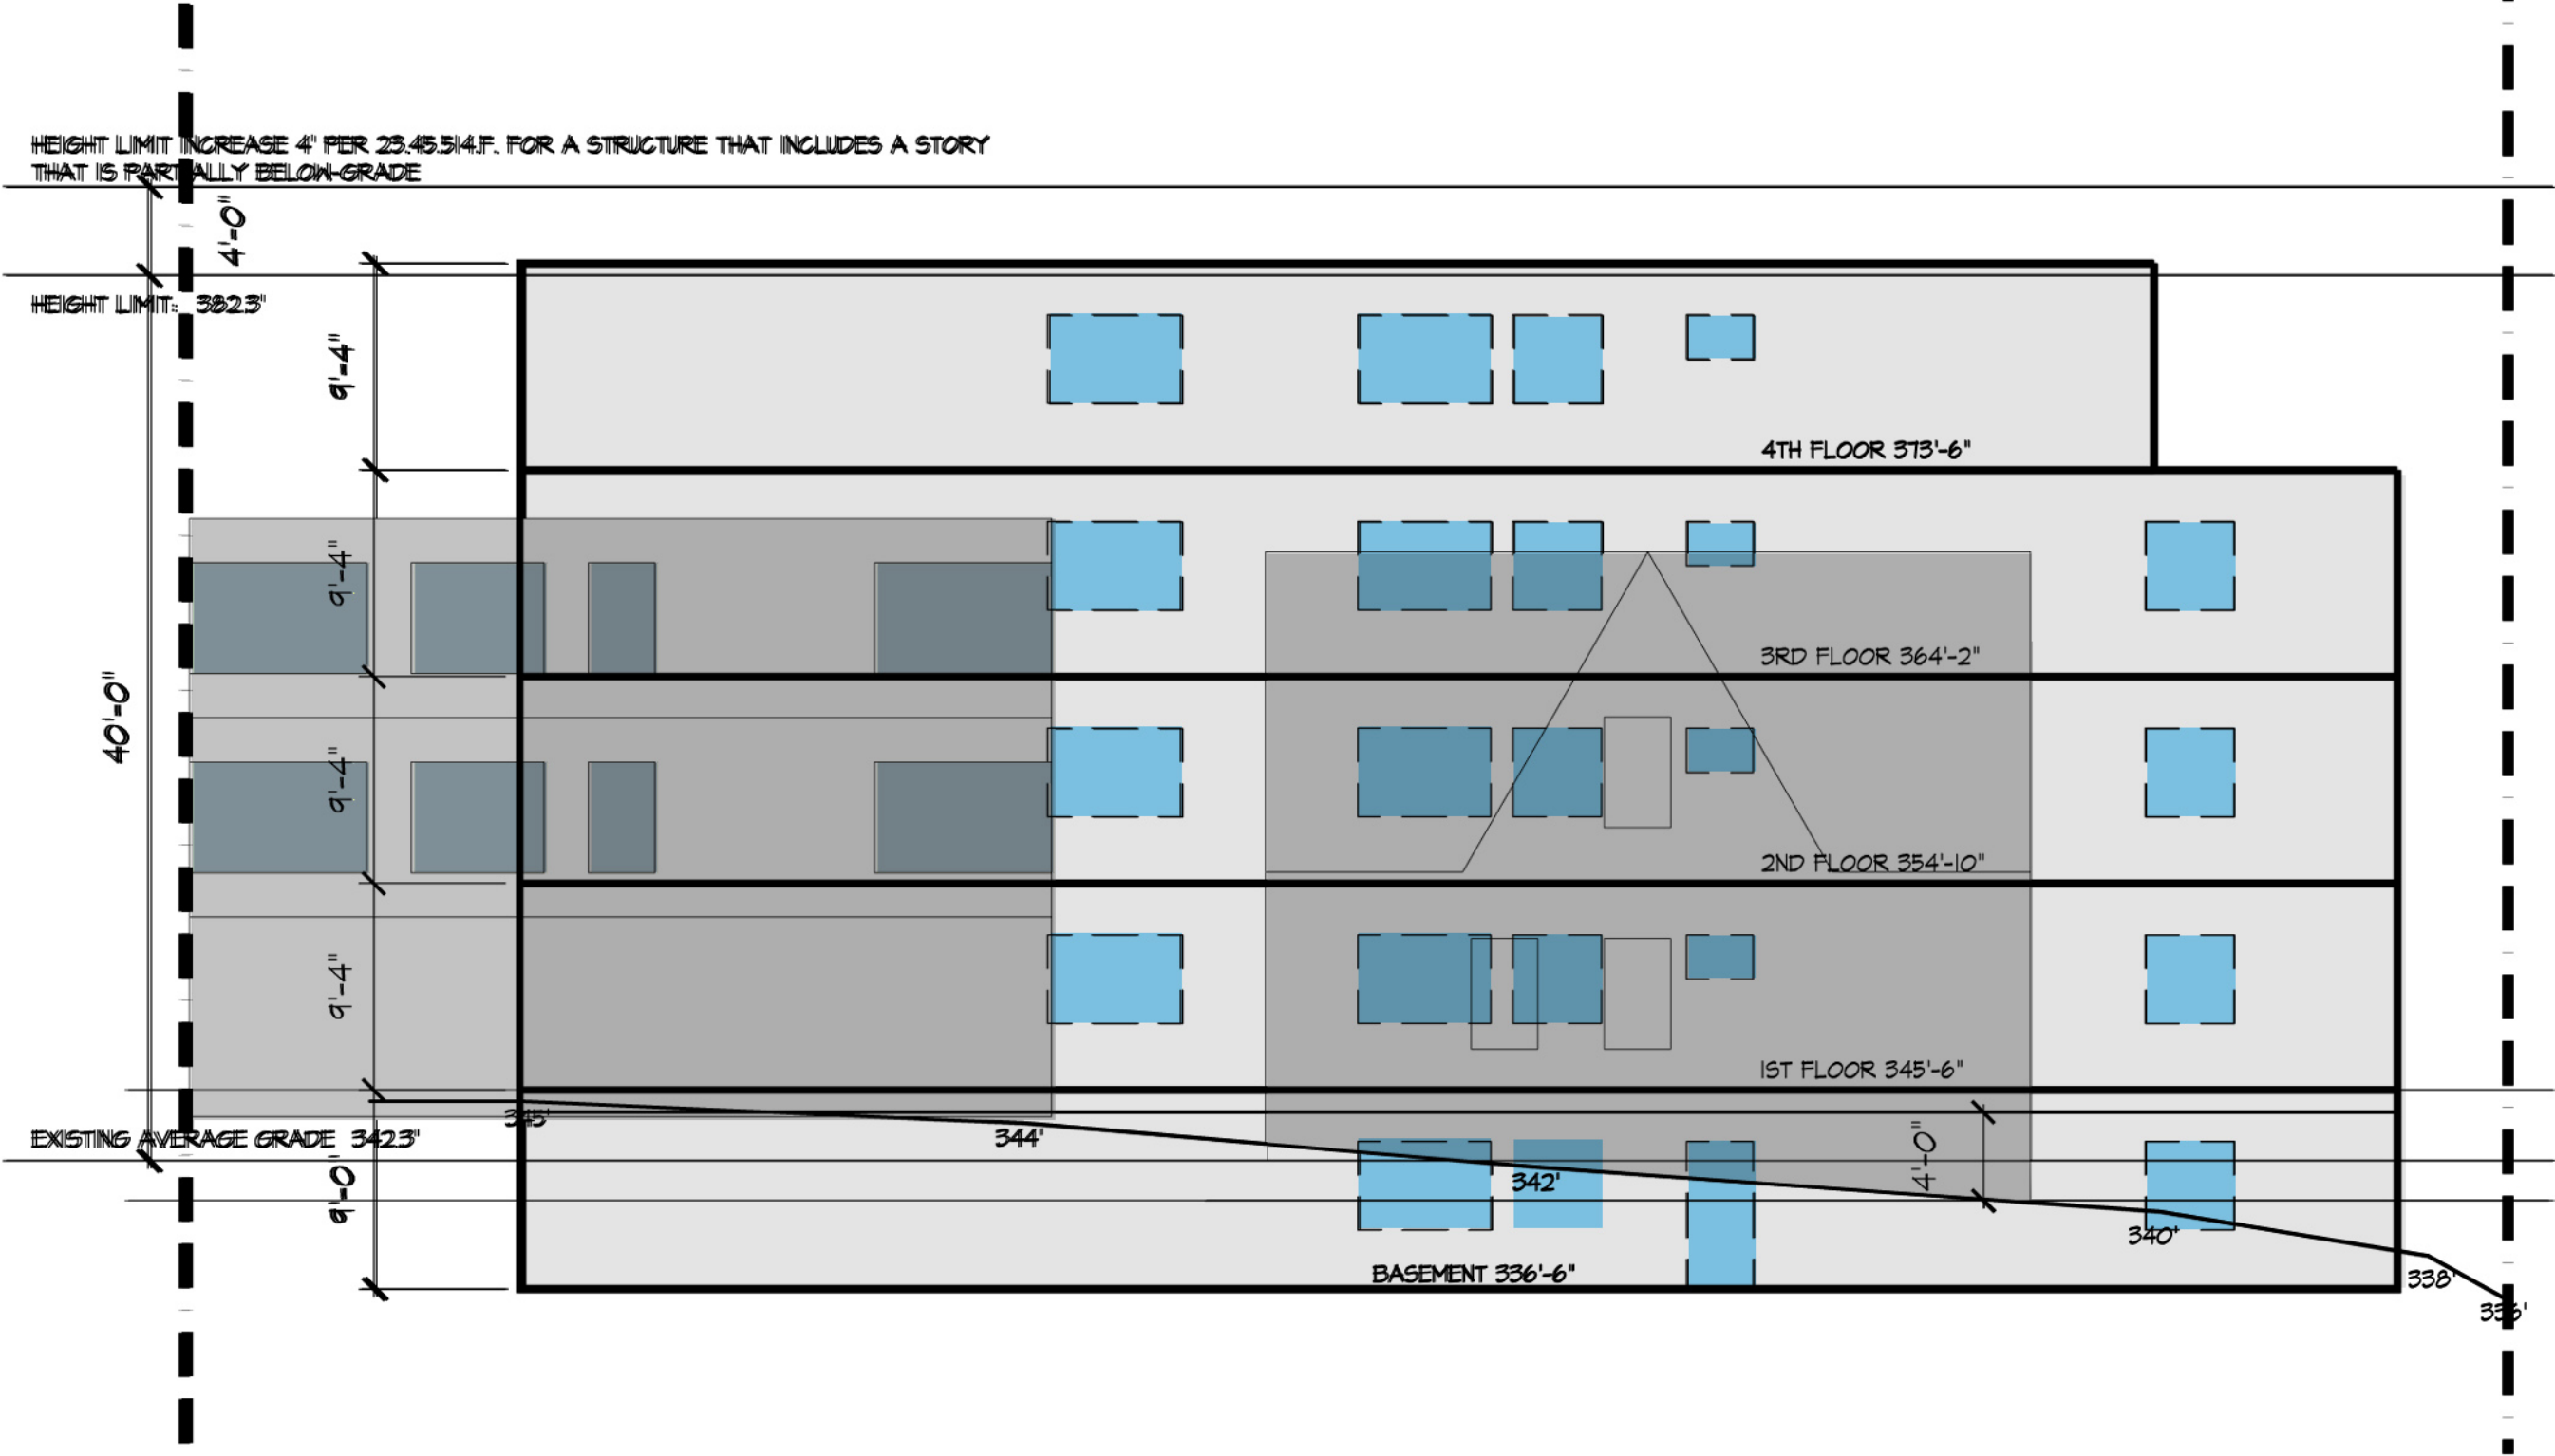 HEIGHT LIMIT INCREASE 4' PER 23.45.514.F. FOR A STRUCTURE THAT INCLUDES A STORY
THAT IS PARTIALLY BELOW-GRADE
4'-0"
HEIGHT LIMIT: 382.3'
9'-4"
4TH FLOOR 373'-6"
9'-4"
3RD FLOOR 364'-2"
40'-0"
9'-4"
2ND FLOOR 354'-10"
9'-4"
1ST FLOOR 345'-6"
345'
344'
EXISTING AVERAGE GRADE 342.3'
9'-0"
4'-0"
342'
340'
BASEMENT 336'-6"
338'
336'